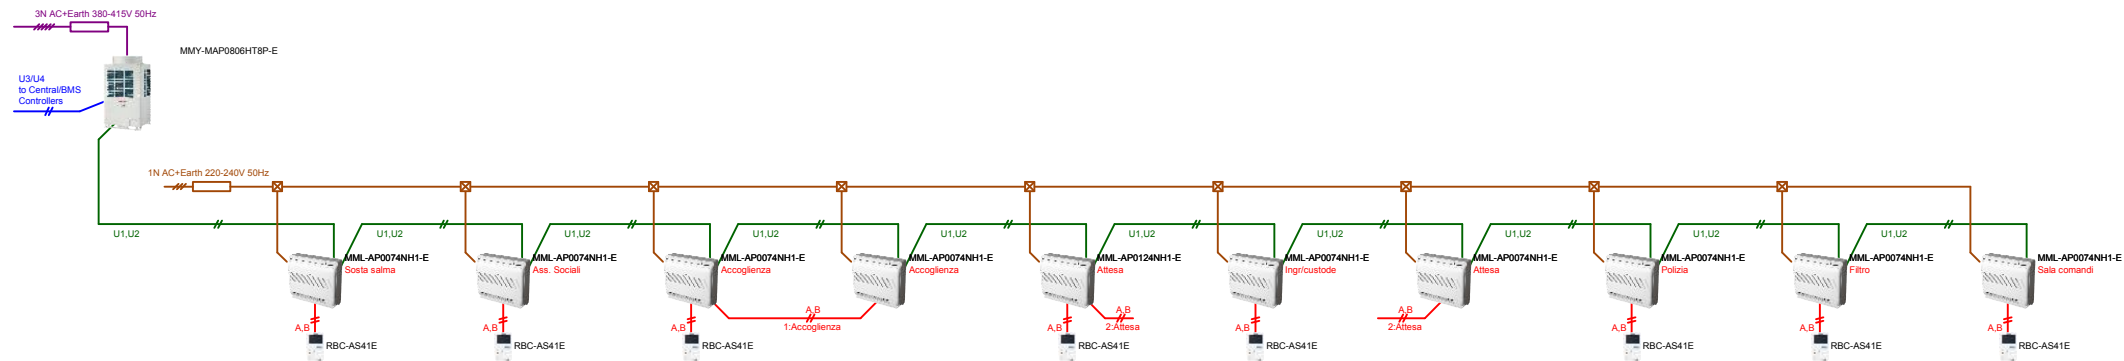 3N AC+Earth 380-415V 50Hz
MMY-MAP0806HT8P-E
U3/U4
to Central/BMS
Controllers
1N AC+Earth 220-240V 50Hz
U1,U2
U1,U2
U1,U2
U1,U2
U1,U2
U1,U2
U1,U2
U1,U2
U1,U2
U1,U2
MML-AP0074NH1-E
Sosta salma
MML-AP0074NH1-E
Ass. Sociali
MML-AP0074NH1-E
Accoglienza
MML-AP0074NH1-E
Accoglienza
MML-AP0124NH1-E
Attesa
MML-AP0074NH1-E
Ingr/custode
MML-AP0074NH1-E
Attesa
MML-AP0074NH1-E
Polizia
MML-AP0074NH1-E
Filtro
MML-AP0074NH1-E
Sala comandi
A,B
1:Accoglienza
A,B
2:Attesa
A,B
2:Attesa
A,B
A,B
A,B
A,B
A,B
A,B
A,B
A,B
RBC-AS41E
RBC-AS41E
RBC-AS41E
RBC-AS41E
RBC-AS41E
RBC-AS41E
RBC-AS41E
RBC-AS41E